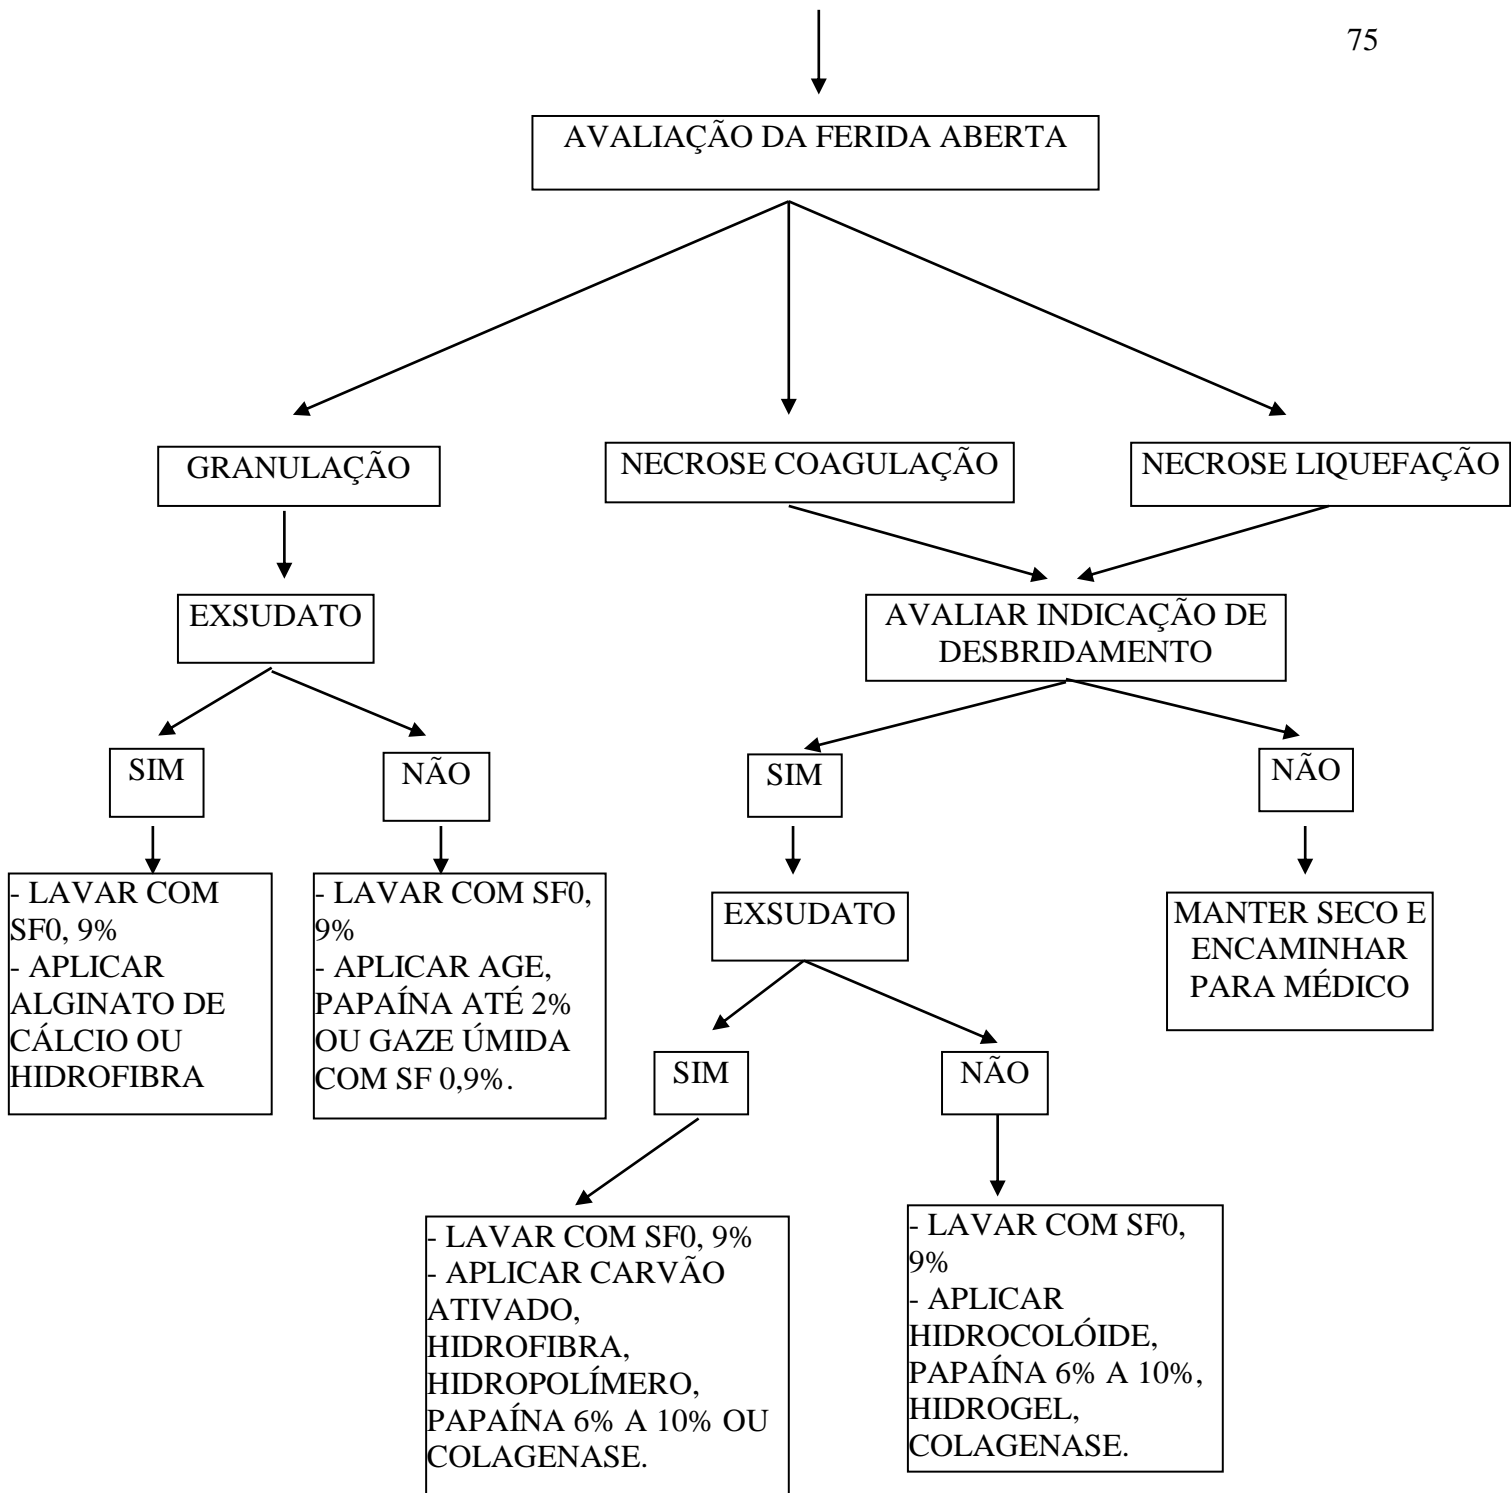 75
AVALIAÇÃO DA FERIDA ABERTA
GRANULAÇÃO
NECROSE COAGULAÇÃO
NECROSE LIQUEFAÇÃO
EXSUDATO
AVALIAR INDICAÇÃO DE
DESBRIDAMENTO
SIM
NÃO
SIM
NÃO
- LAVAR COM
SF0, 9%
- APLICAR
ALGINATO DE
CÁLCIO OU
HIDROFIBRA
- LAVAR COM SF0,
9%
- APLICAR AGE,
PAPAÍNA ATÉ 2%
OU GAZE ÚMIDA
COM SF 0,9%.
EXSUDATO
MANTER SECO E
ENCAMINHAR
PARA MÉDICO
SIM
NÃO
- LAVAR COM SF0, 9%
- APLICAR CARVÃO
ATIVADO,
HIDROFIBRA,
HIDROPOLÍMERO,
PAPAÍNA 6% A 10% OU
COLAGENASE.
- LAVAR COM SF0,
9%
- APLICAR
HIDROCOLÓIDE,
PAPAÍNA 6% A 10%,
HIDROGEL,
COLAGENASE.